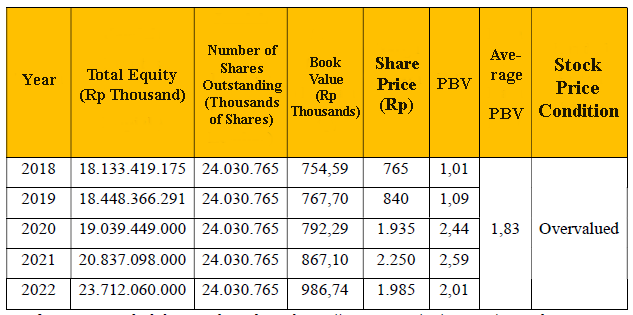 Year
Total Equity
(Rp Thousand)
Number of
Shares
Outstanding
(Thousands
of Shares)
Book
Value
(Rp
Thousands)
Share
Price
(Rp)
PBV
Ave-
rage
PBV
Stock
Price
Condition
2018 18.133.419.175 24.030.765 754,59 765 1,01
2019 18.448.366.291 24.030.765 767,70 840 1,09
2020 19.039.449.000 24.030.765 792,29 1.935 2,44 1,83 Overvalued
2021 20.837.098.000 24.030.765 867,10 2.250 2,59
2022 23.712.060.000 24.030.765 986,74 1.985 2,01